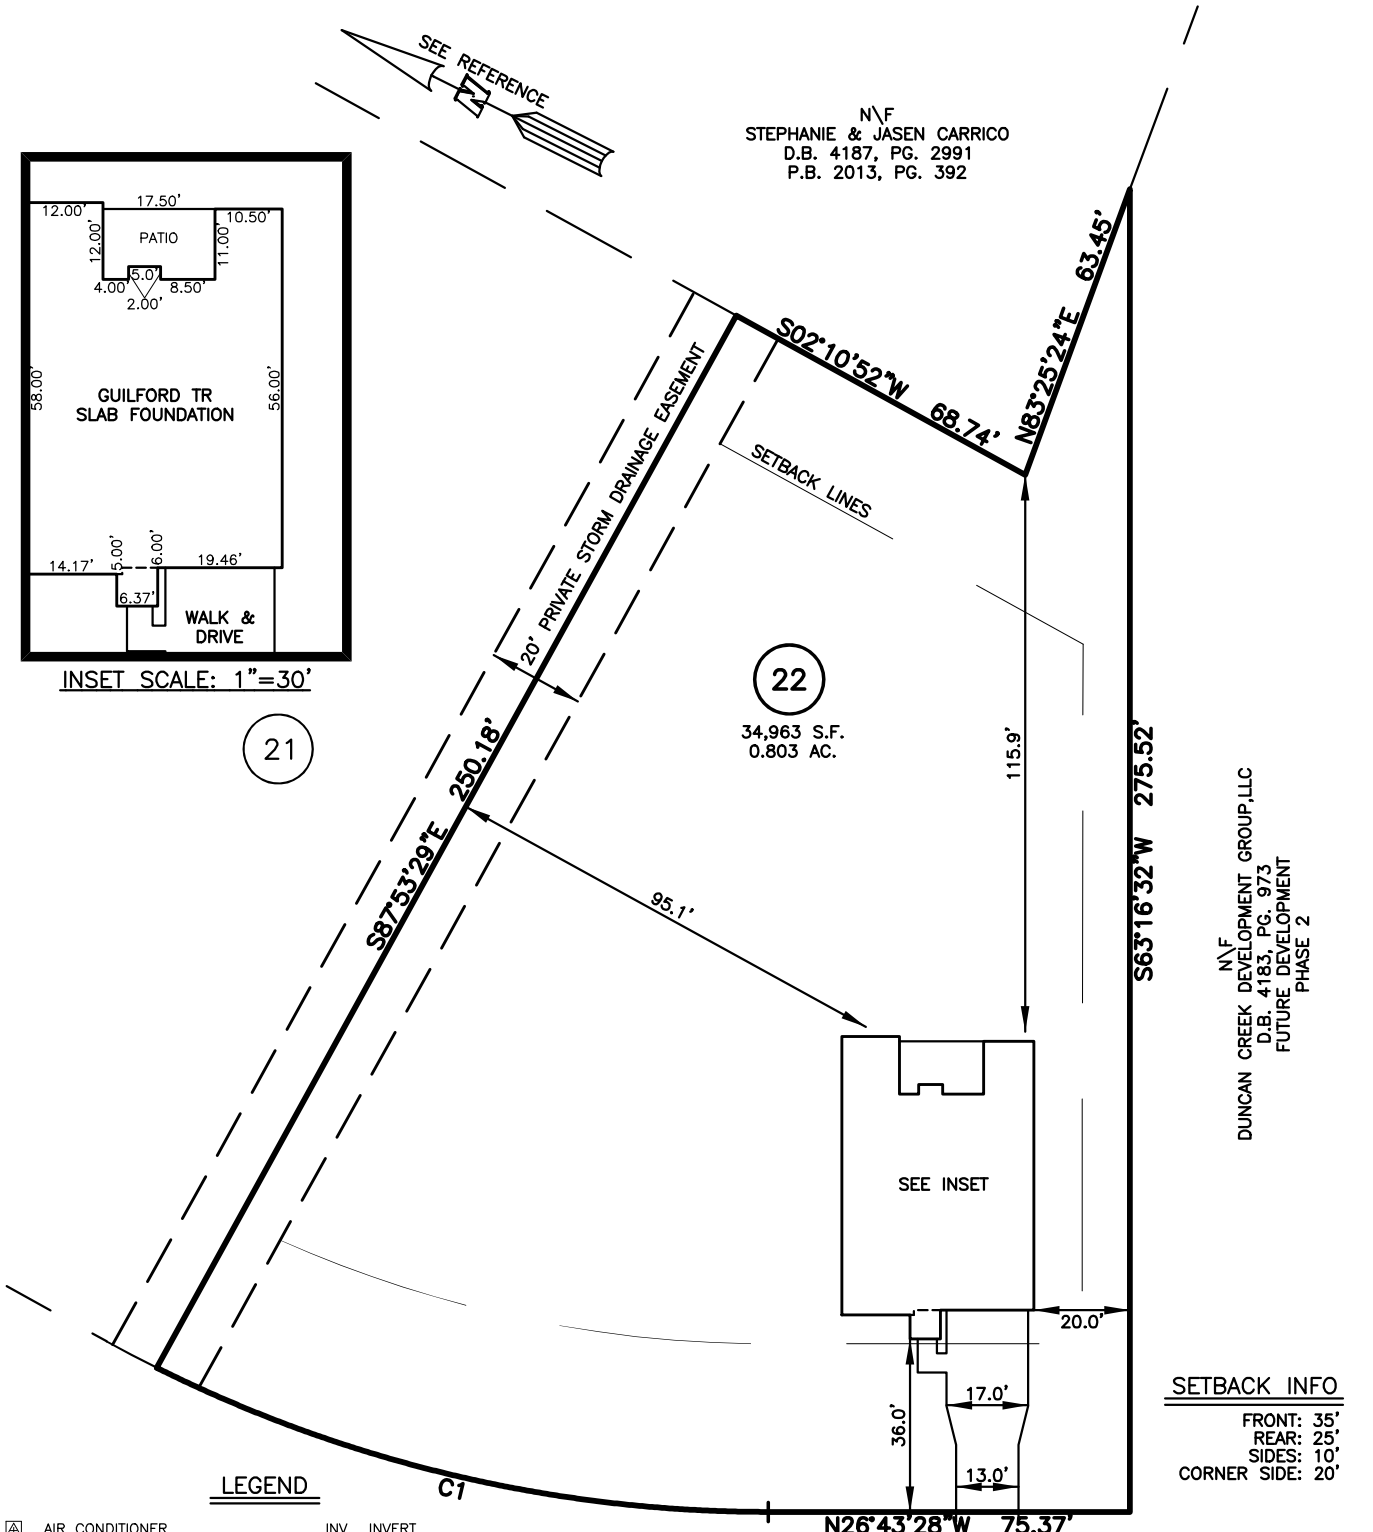 SEE REFERENCE
N
N\F
STEPHANIE & JASEN CARRICO
D.B. 4187, PG. 2991
P.B. 2013, PG. 392
12.00'
17.50'
10.50'
12.00'
PATIO
11.00'
5.0'
4.00'
8.50'
2.00'
58.00'
GUILFORD TR
SLAB FOUNDATION
56.00'
14.17'
5.00'
6.00'
19.46'
6.37'
WALK &
DRIVE
INSET SCALE: 1"=30'
21
S02°10'52"W 68.74'
N83°25'24"E 63.45'
20' PRIVATE STORM DRAINAGE EASEMENT
SETBACK LINES
22
34,963 S.F.
0.803 AC.
115.9'
S87°53'29"E 250.18'
95.1'
S63°16'32"W 275.52'
N\F
DUNCAN CREEK DEVELOPMENT GROUP,LLC
D.B. 4183, PG. 973
FUTURE DEVELOPMENT
PHASE 2
SEE INSET
20.0'
36.0'
17.0'
13.0'
SETBACK INFO
FRONT: 35'
REAR: 25'
SIDES: 10'
CORNER SIDE: 20'
C1
N26°43'28"W 75.37'
LEGEND
A AIR CONDITIONER
INV INVERT